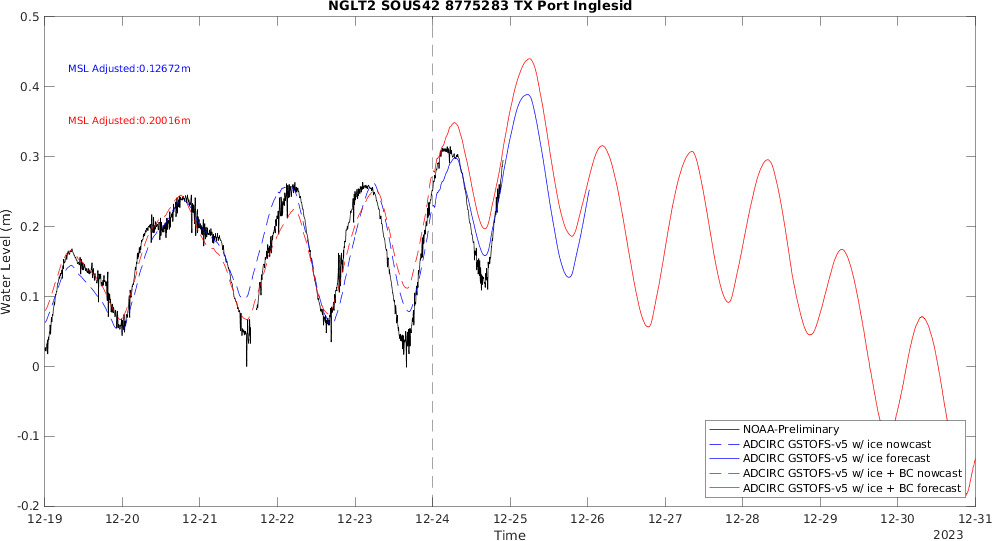 NGLT2 SOUS42 8775283 TX Port Inglesid
MSL Adjusted:0.12672m
MSL Adjusted:0.20016m
Water Level (m)
0.5
0.4
0.3
0.2
0.1
0
-0.1
-0.2
NOAA-Preliminary
ADCIRC GSTOFS-v5 w/ ice nowcast
ADCIRC GSTOFS-v5 w/ ice forecast
ADCIRC GSTOFS-v5 w/ ice + BC nowcast
ADCIRC GSTOFS-v5 w/ ice + BC forecast
12-19 12-20 12-21 12-22 12-23 12-24 12-25 12-26 12-27 12-28 12-29 12-30 12-31
Time
2023